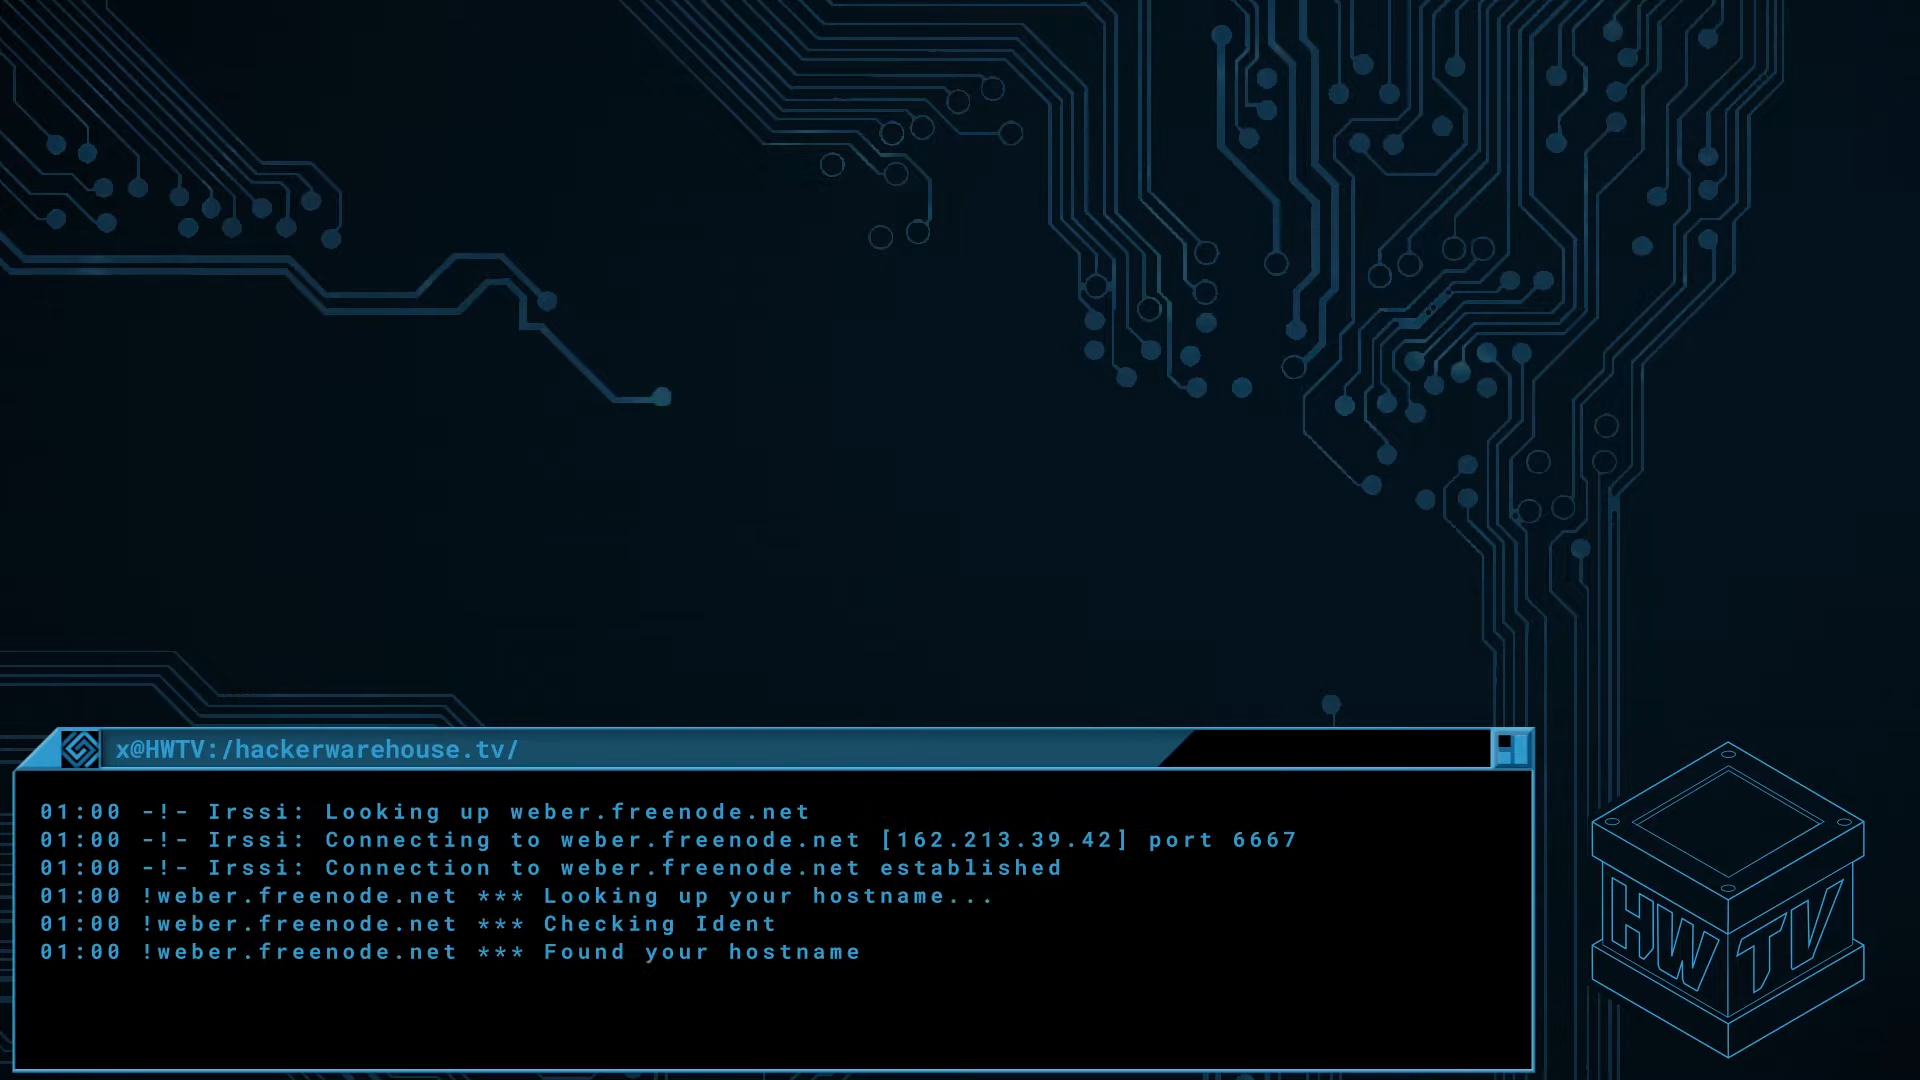 x@HWTV:/hackerwarehouse.tv/
01:00 -!- Irssi: Looking up weber.freenode.net
01:00 -!- Irssi: Connecting to weber.freenode.net [162.213.39.42] port 6667
01:00 -!- Irssi: Connection to weber.freenode.net established
01:00 !weber.freenode.net *** Looking up your hostname...
01:00 !weber.freenode.net *** Checking Ident
01:00 !weber.freenode.net *** Found your hostname
HW TV